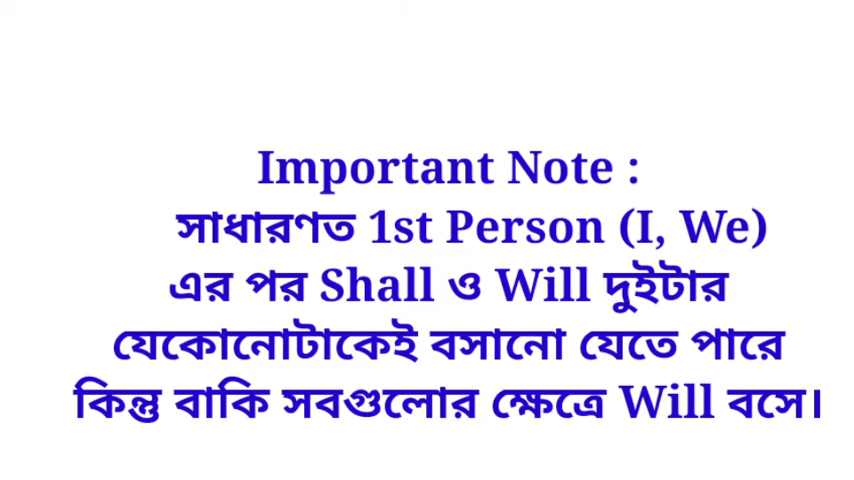 Important Note :
সাধারণত 1st Person (I, We)
এর পর Shall ও Will দুইটার
যেকোনোটাকেই বসানো যেতে পারে
কিন্তু বাকি সবগুলোর ক্ষেত্রে Will বসে।